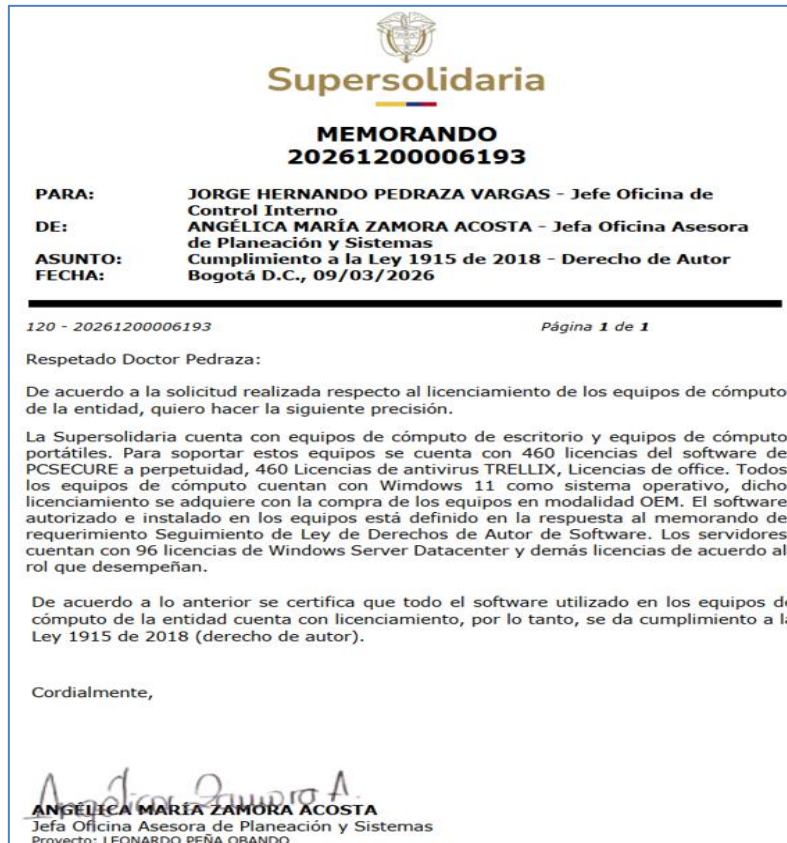 Supersolidaria
MEMORANDO
20261200006193
PARA: JORGE HERNANDO PEDRAZA VARGAS - Jefe Oficina de
Control Interno
DE: ANGÉLICA MARÍA ZAMORA ACOSTA - Jefa Oficina Asesora
de Planeación y Sistemas
ASUNTO: Cumplimiento a la Ley 1915 de 2018 - Derecho de Autor
FECHA: Bogotá D.C., 09/03/2026
120 - 20261200006193 Página 1 de 1
Respetado Doctor Pedraza:
De acuerdo a la solicitud realizada respecto al licenciamiento de los equipos de cómputo
de la entidad, quiero hacer la siguiente precisión.
La Supersolidaria cuenta con equipos de cómputo de escritorio y equipos de cómputo
portátiles. Para soportar estos equipos se cuenta con 460 licencias del software de
PCSECURE a perpetuidad, 460 Licencias de antivirus TRELLIX, Licencias de office. Todos
los equipos de cómputo cuentan con Wimdows 11 como sistema operativo, dicho
licenciamiento se adquiere con la compra de los equipos en modalidad OEM. El software
autorizado e instalado en los equipos está definido en la respuesta al memorando de
requerimiento Seguimiento de Ley de Derechos de Autor de Software. Los servidores
cuentan con 96 licencias de Windows Server Datacenter y demás licencias de acuerdo al
rol que desempeñan.
De acuerdo a lo anterior se certifica que todo el software utilizado en los equipos de
cómputo de la entidad cuenta con licenciamiento, por lo tanto, se da cumplimiento a la
Ley 1915 de 2018 (derecho de autor).
Cordialmente,
Angélica Zamora A.
ANGÉLICA MARÍA ZAMORA ACOSTA
Jefa Oficina Asesora de Planeación y Sistemas
Proyecto: LEONARDO PEÑA OBANDO